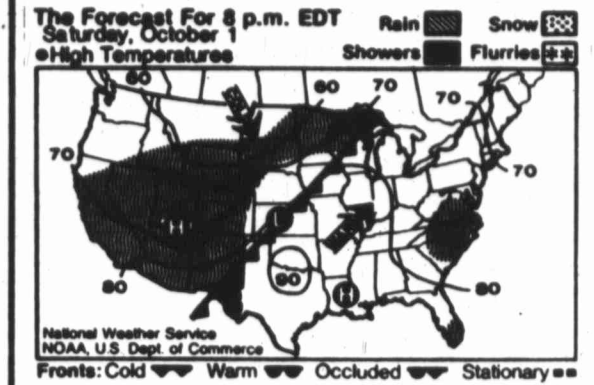 The Forecast For 8 p.m. EDT
Saturday, October 1
●High Temperatures
Rain
Snow
Showers
Flurries
60
60
70
70
70
70
80
90
80
H
National Weather Service
NOAA, U.S. Dept. of Commerce
Fronts: Cold Warm Occluded Stationary